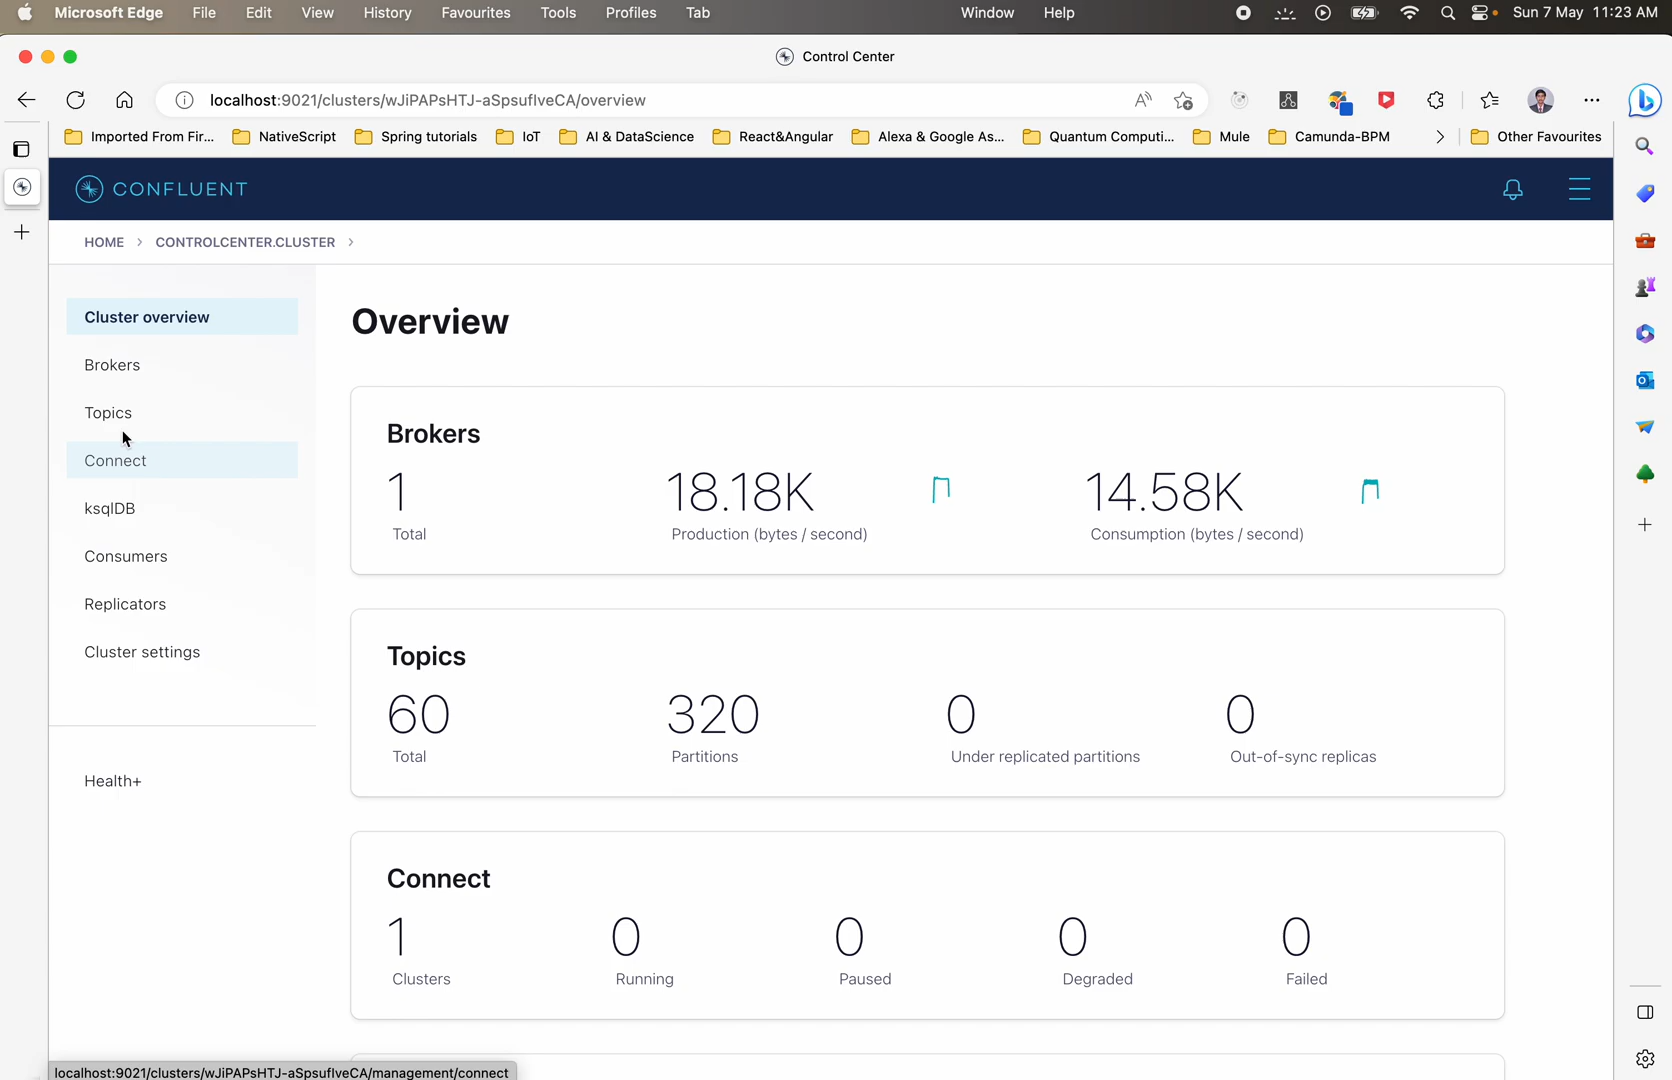 Microsoft Edge File Edit View History Favourites Tools Profiles Tab Window Help Sun 7 May 11:23 AM
Control Center
localhost:9021/clusters/wJiPAPsHTJ-aSpsuflveCA/overview
Imported From Fir... NativeScript Spring tutorials IoT AI & DataScience React&Angular Alexa & Google As... Quantum Computi... Mule Camunda-BPM Other Favourites
CONFLUENT
HOME > CONTROLCENTER.CLUSTER >
Cluster overview
Brokers
Topics
Connect
ksqlDB
Consumers
Replicators
Cluster settings
Health+
Overview
Brokers
1 18.18K 14.58K
Total Production (bytes / second) Consumption (bytes / second)
Topics
60 320 0 0
Total Partitions Under replicated partitions Out-of-sync replicas
Connect
1 0 0 0 0
Clusters Running Paused Degraded Failed
localhost:9021/clusters/wJiPAPsHTJ-aSpsuflveCA/management/connect